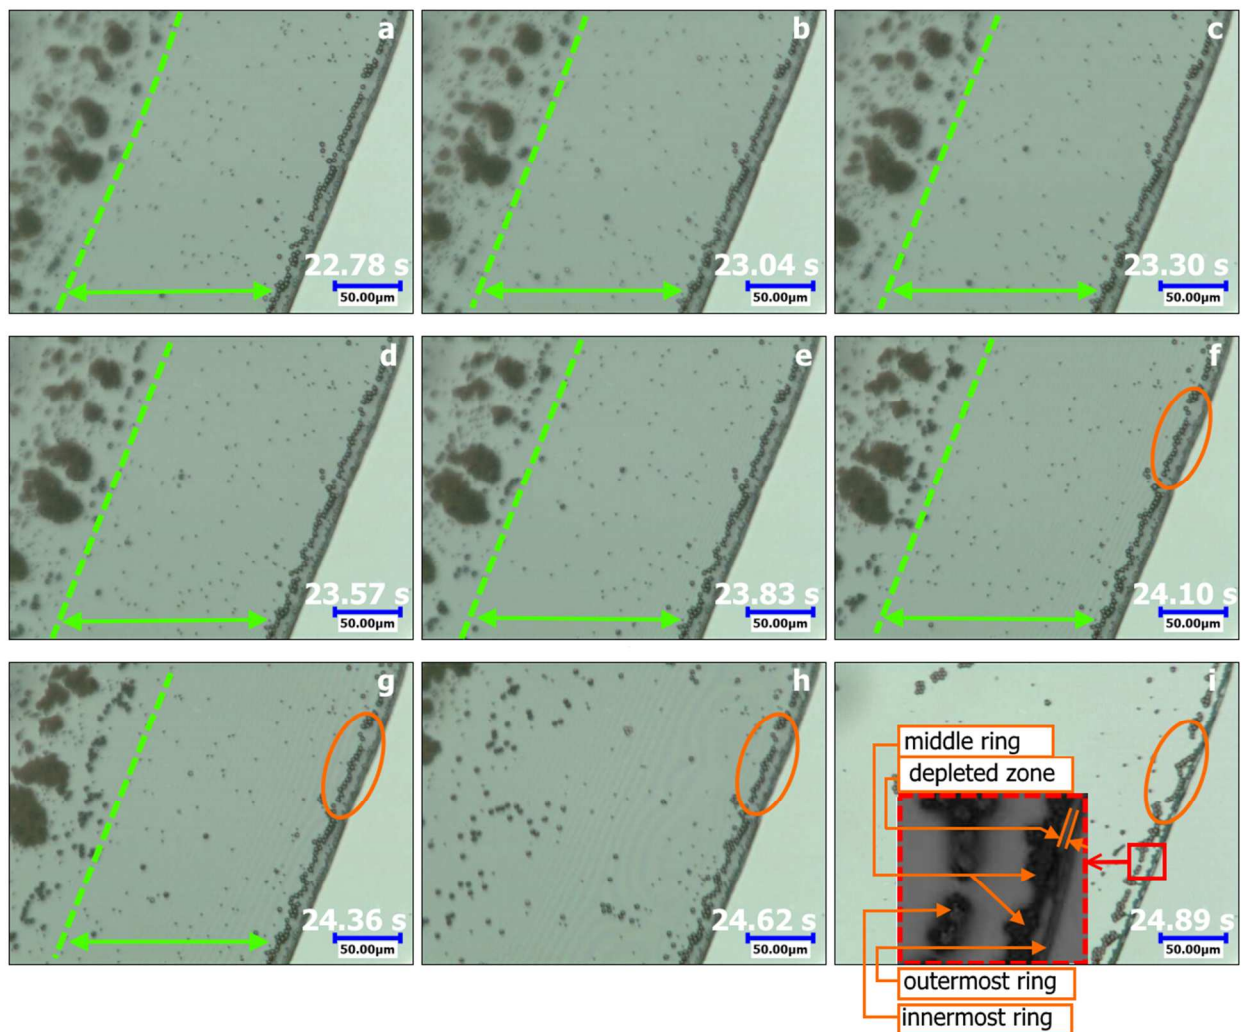 a
22.78 s
50.00µm
b
23.04 s
50.00µm
c
23.30 s
50.00µm
d
23.57 s
50.00µm
e
23.83 s
50.00µm
f
24.10 s
50.00µm
g
24.36 s
50.00µm
h
24.62 s
50.00µm
i
middle ring
depleted zone
24.89 s
50.00µm
outermost ring
innermost ring